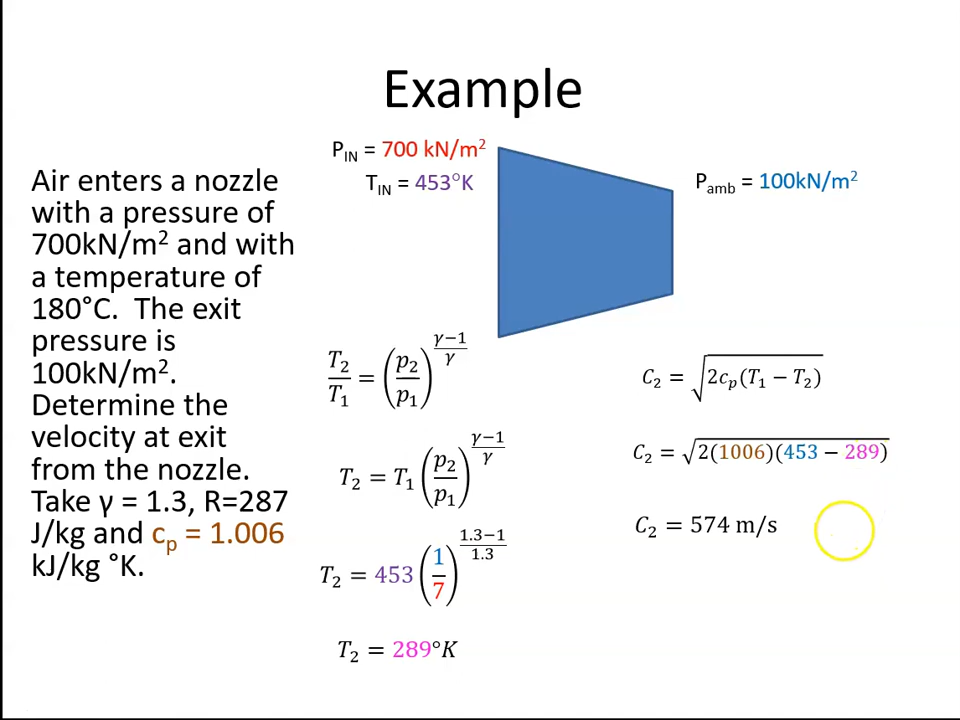 Example
Air enters a nozzle
with a pressure of
700kN/m² and with
a temperature of
180°C. The exit
pressure is
100kN/m².
Determine the
velocity at exit
from the nozzle.
Take γ = 1.3, R=287
J/kg and cₚ = 1.006
kJ/kg °K.
P_IN = 700 kN/m²
T_IN = 453°K
P_amb = 100kN/m²
T₂/T₁ = (p₂/p₁)^((γ−1)/γ)
T₂ = T₁ (p₂/p₁)^((γ−1)/γ)
T₂ = 453 (1/7)^((1.3−1)/1.3)
T₂ = 289°K
C₂ = √(2cₚ(T₁ − T₂))
C₂ = √(2(1006)(453 − 289))
C₂ = 574 m/s